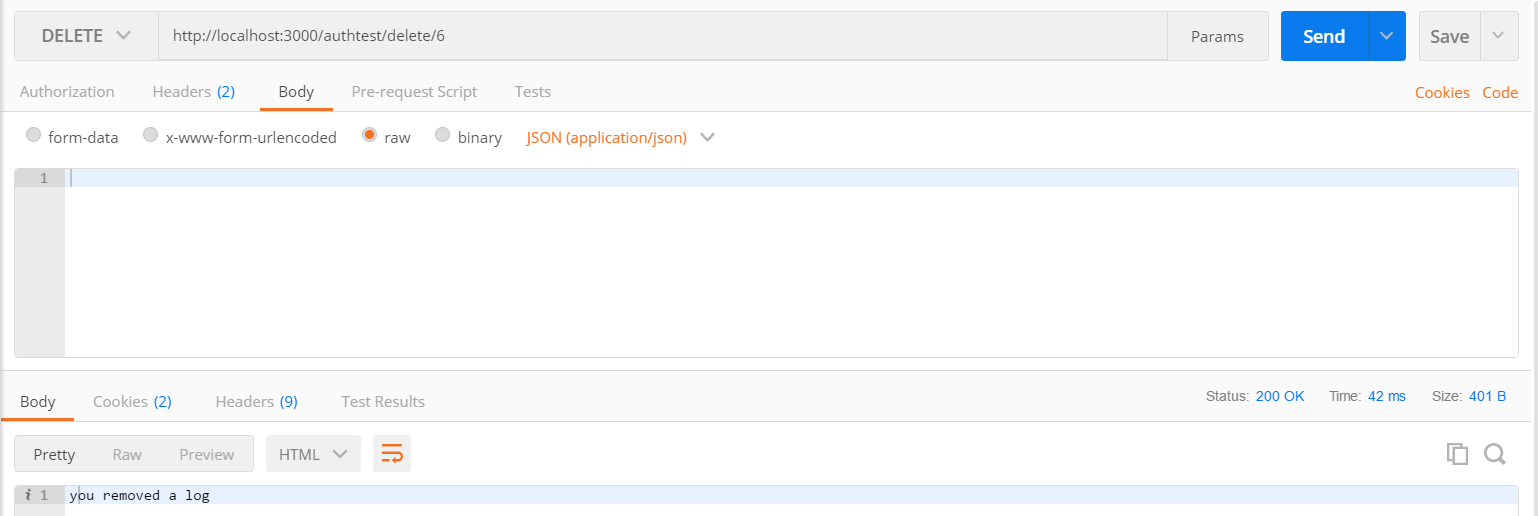 DELETE http://localhost:3000/authtest/delete/6 Params Send Save
Authorization Headers (2) Body Pre-request Script Tests Cookies Code
form-data x-www-form-urlencoded raw binary JSON (application/json)
1
Body Cookies (2) Headers (9) Test Results Status: 200 OK Time: 42 ms Size: 401 B
Pretty Raw Preview HTML
i 1 you removed a log